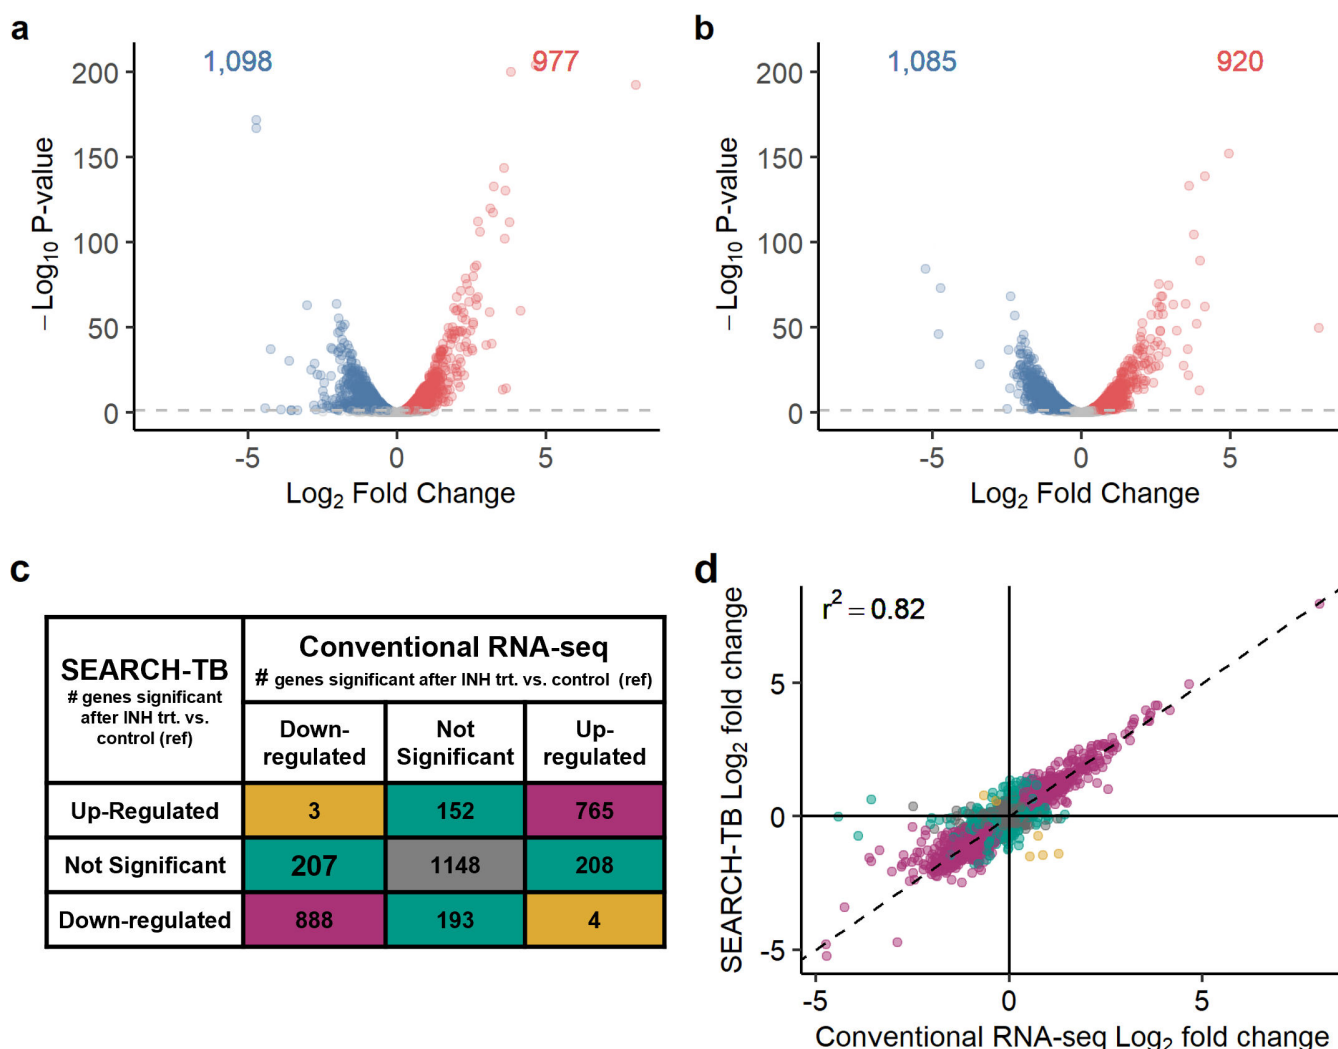 a
1,098
977
200
150
100
50
0
– Log10 P-value
-5
0
5
Log2 Fold Change
b
1,085
920
200
150
100
50
0
– Log10 P-value
-5
0
5
Log2 Fold Change
c
SEARCH-TB
# genes significant
after INH trt. vs.
control (ref)
Conventional RNA-seq
# genes significant after INH trt. vs. control (ref)
Down-
regulated
Not
Significant
Up-
regulated
Up-Regulated
3
152
765
Not Significant
207
1148
208
Down-regulated
888
193
4
d
r2 = 0.82
SEARCH-TB Log2 fold change
5
0
-5
-5
0
5
Conventional RNA-seq Log2 fold change